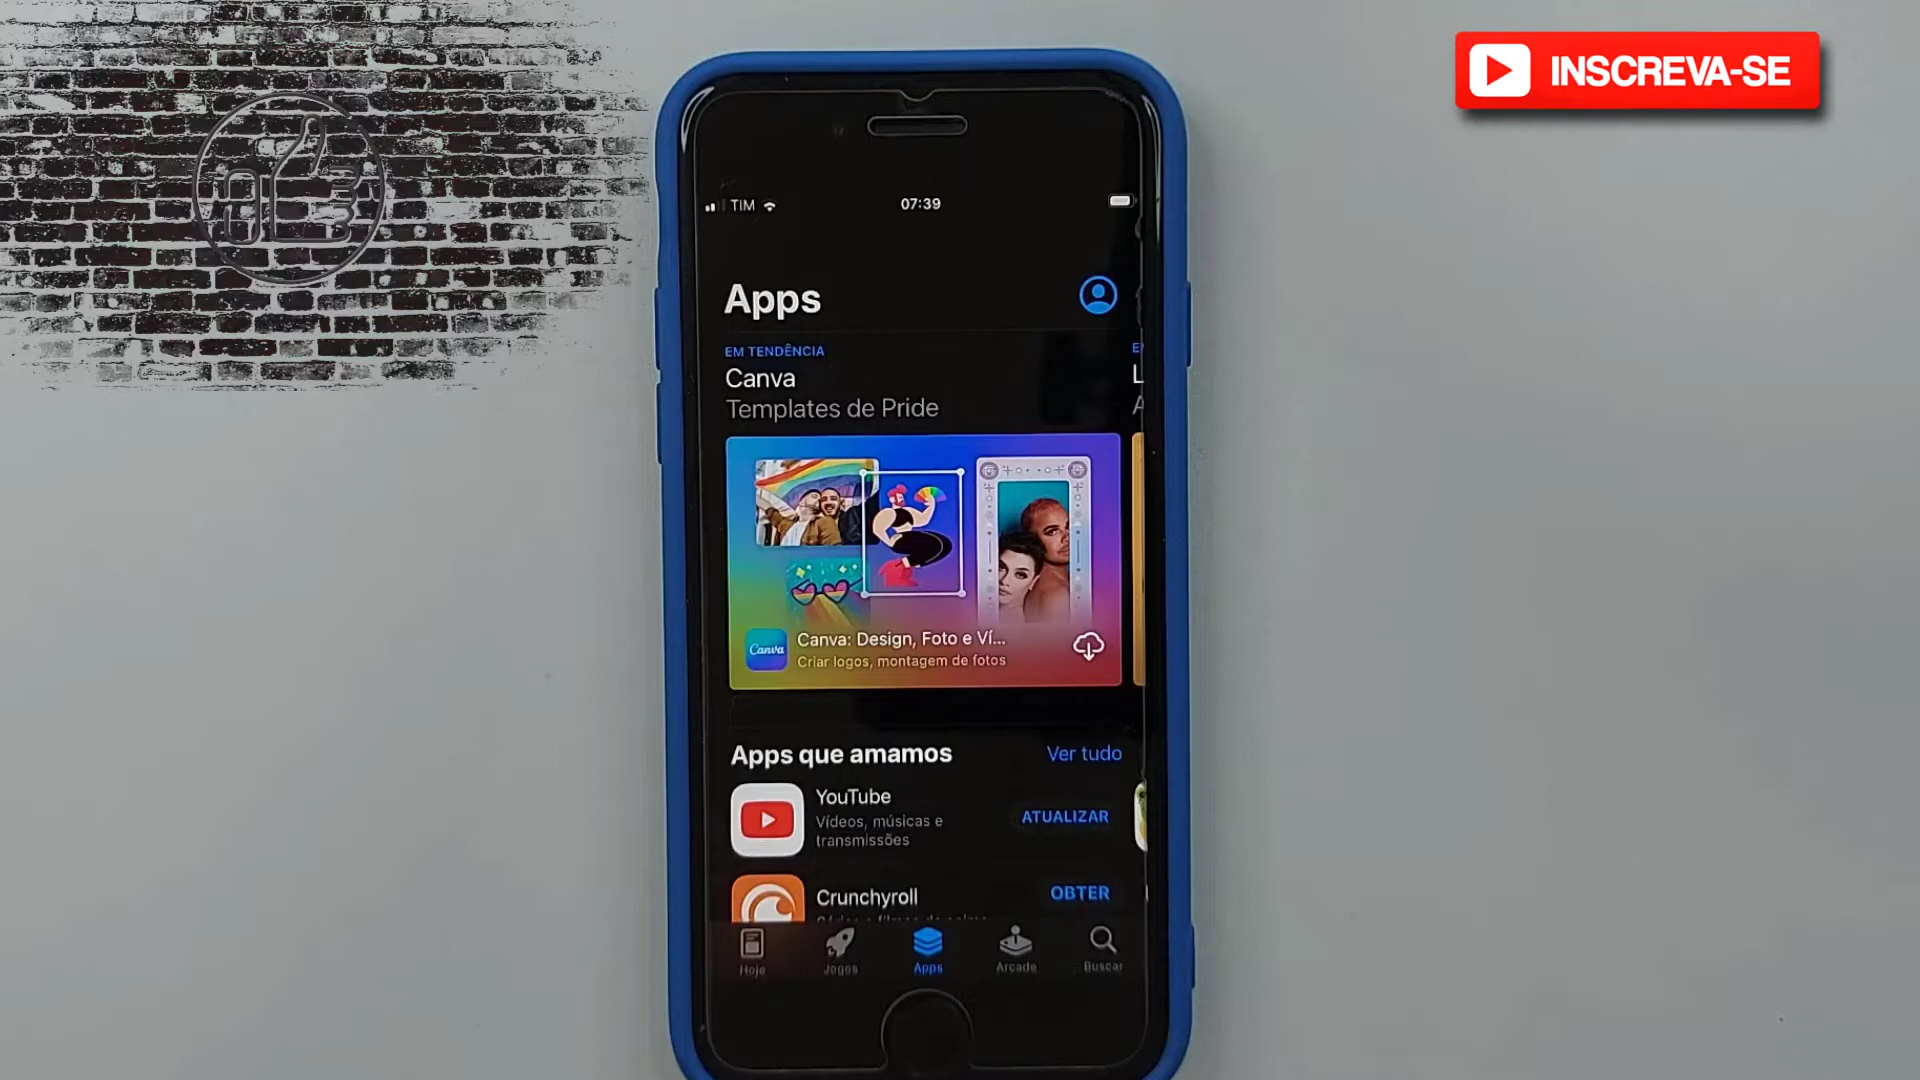 INSCREVA-SE
TIM
07:39
Apps
EM TENDÊNCIA
Canva
Templates de Pride
Canva
Canva: Design, Foto e Ví...
Criar logos, montagem de fotos
Apps que amamos
Ver tudo
YouTube
Vídeos, músicas e
transmissões
ATUALIZAR
Crunchyroll
OBTER
Hoje
Jogos
Apps
Arcade
Buscar